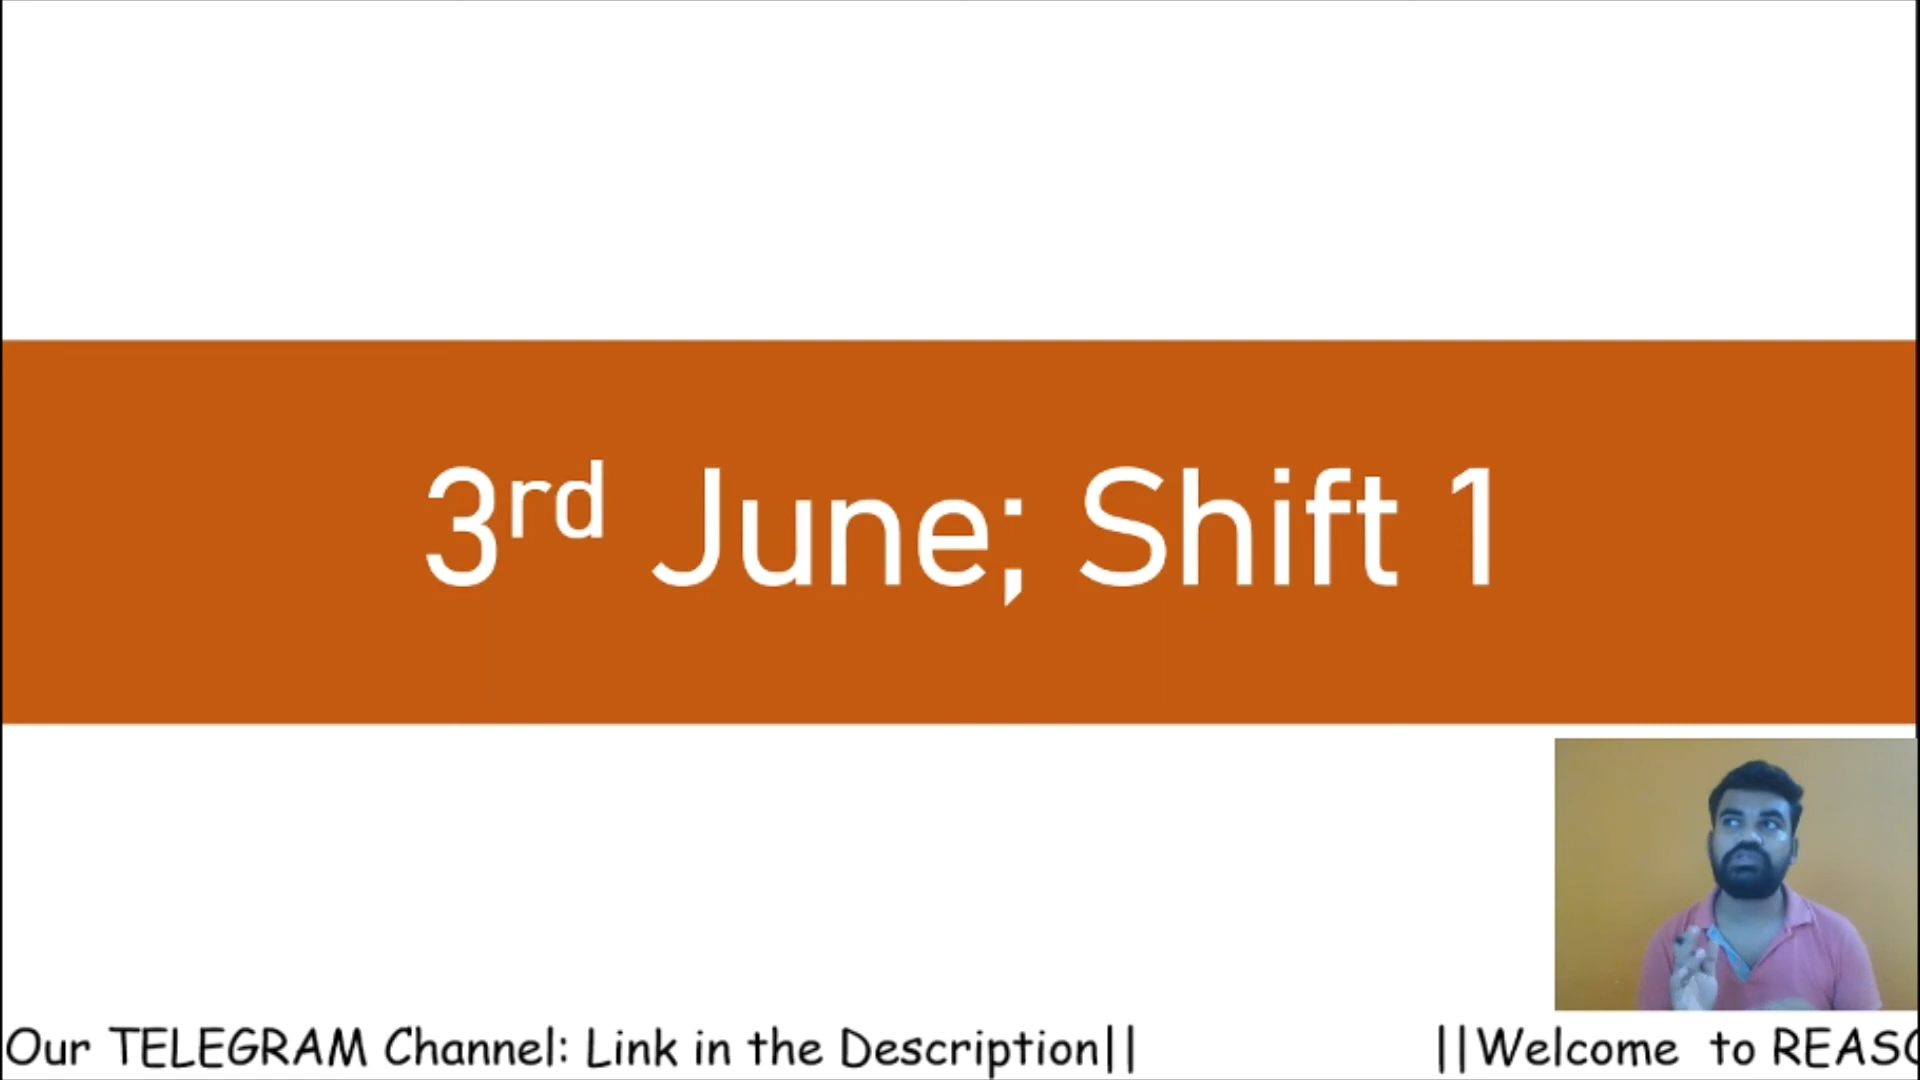 3rd June; Shift 1
Our TELEGRAM Channel: Link in the Description|| ||Welcome to